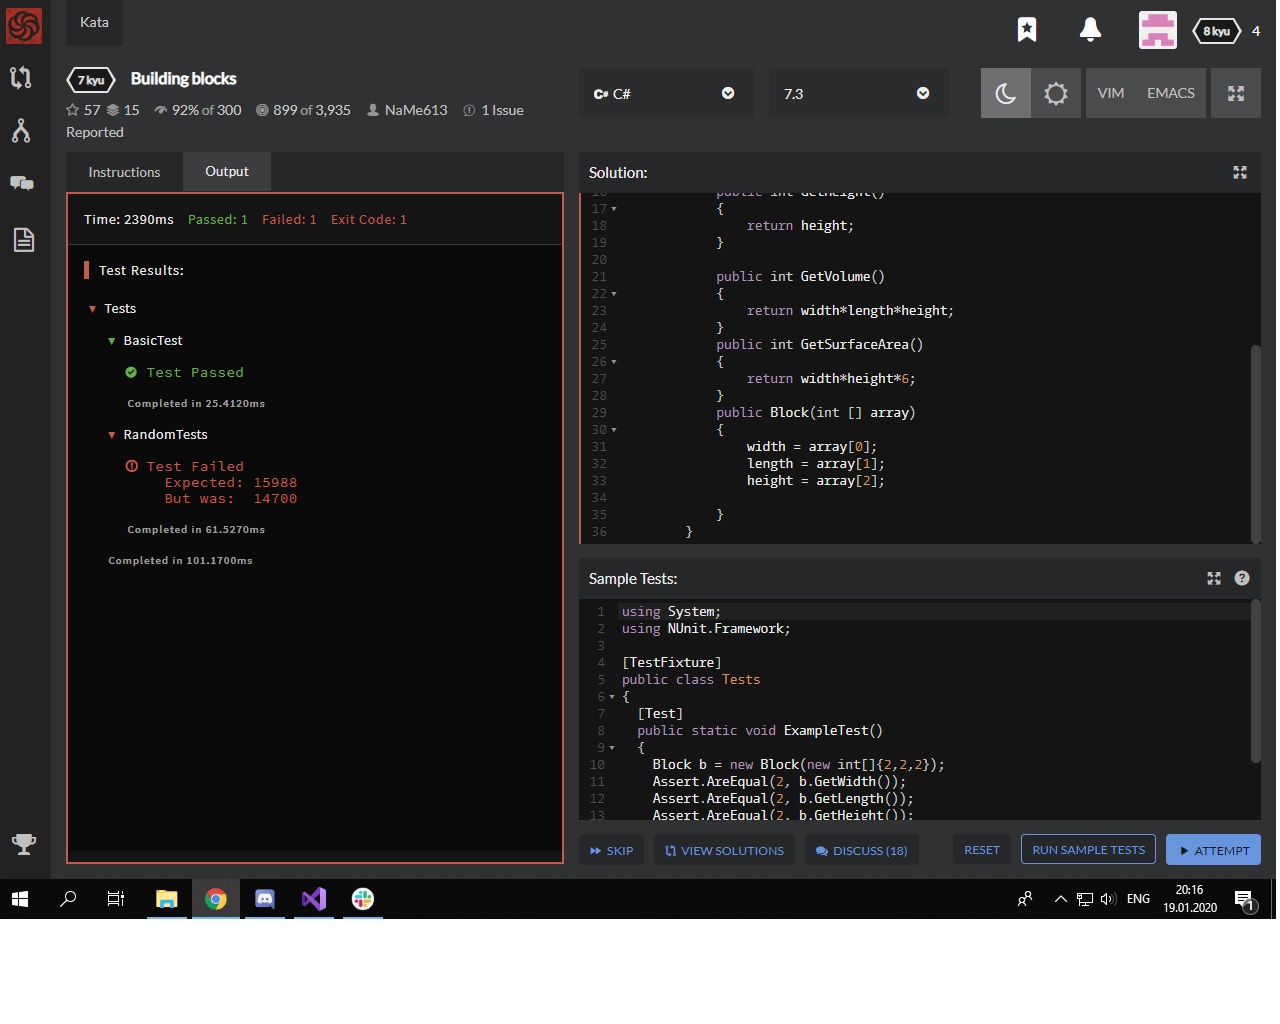 Kata
8 kyu 4
7 kyu Building blocks
57 15 92% of 300 899 of 3,935 NaMe613 1 Issue
Reported
C# C#
7.3
VIM EMACS
Instructions Output
Time: 2390ms Passed: 1 Failed: 1 Exit Code: 1
Test Results:
Tests
BasicTest
Test Passed
Completed in 25.4120ms
RandomTests
Test Failed
Expected: 15988
But was: 14700
Completed in 61.5270ms
Completed in 101.1700ms
Solution:
16 public int GetHeight()
17 {
18 return height;
19 }
20
21 public int GetVolume()
22 {
23 return width*length*height;
24 }
25 public int GetSurfaceArea()
26 {
27 return width*height*6;
28 }
29 public Block(int [] array)
30 {
31 width = array[0];
32 length = array[1];
33 height = array[2];
34
35 }
36 }
Sample Tests:
1 using System;
2 using NUnit.Framework;
3
4 [TestFixture]
5 public class Tests
6 {
7 [Test]
8 public static void ExampleTest()
9 {
10 Block b = new Block(new int[]{2,2,2});
11 Assert.AreEqual(2, b.GetWidth());
12 Assert.AreEqual(2, b.GetLength());
13 Assert.AreEqual(2, b.GetHeight());
SKIP VIEW SOLUTIONS DISCUSS (18) RESET RUN SAMPLE TESTS ATTEMPT
ENG 20:16
19.01.2020
1